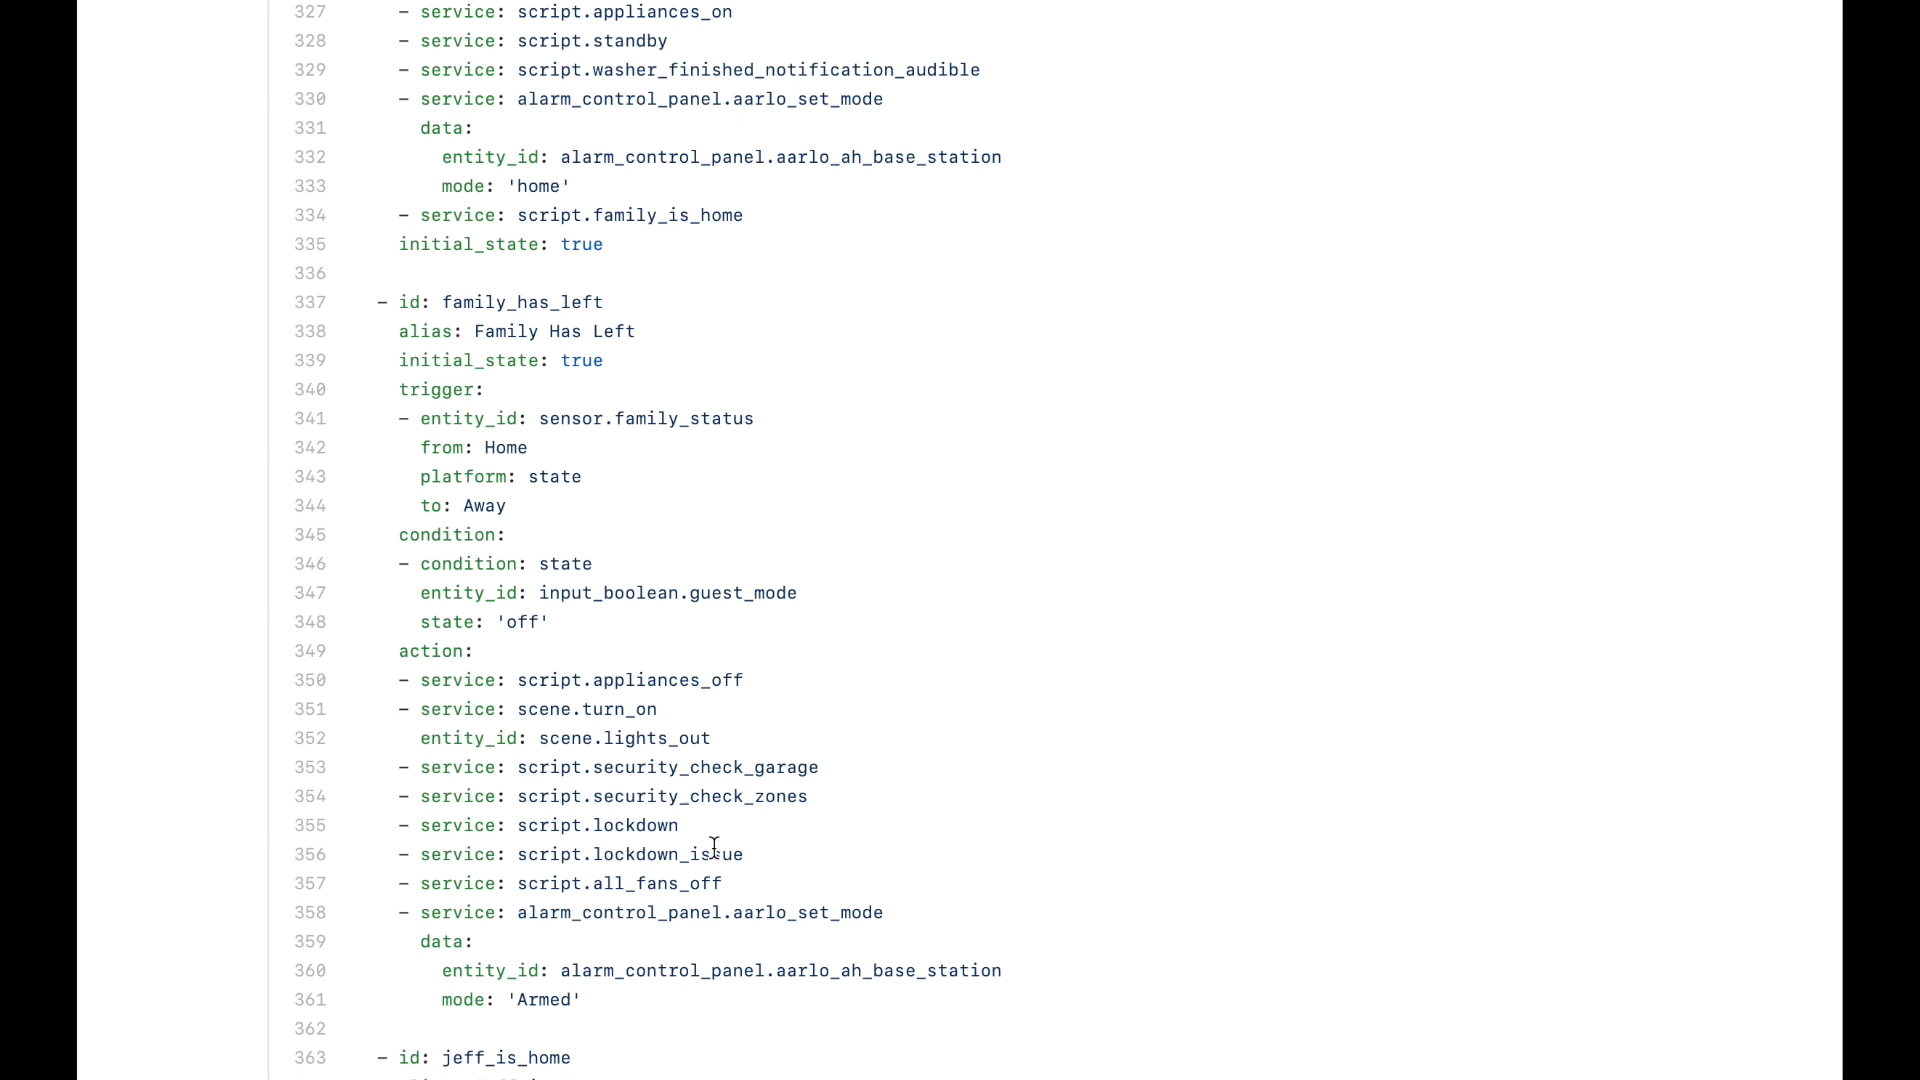 327 - service: script.appliances_on
328 - service: script.standby
329 - service: script.washer_finished_notification_audible
330 - service: alarm_control_panel.aarlo_set_mode
331 data:
332 entity_id: alarm_control_panel.aarlo_ah_base_station
333 mode: 'home'
334 - service: script.family_is_home
335 initial_state: true
336
337 - id: family_has_left
338 alias: Family Has Left
339 initial_state: true
340 trigger:
341 - entity_id: sensor.family_status
342 from: Home
343 platform: state
344 to: Away
345 condition:
346 - condition: state
347 entity_id: input_boolean.guest_mode
348 state: 'off'
349 action:
350 - service: script.appliances_off
351 - service: scene.turn_on
352 entity_id: scene.lights_out
353 - service: script.security_check_garage
354 - service: script.security_check_zones
355 - service: script.lockdown
356 - service: script.lockdown_issue
357 - service: script.all_fans_off
358 - service: alarm_control_panel.aarlo_set_mode
359 data:
360 entity_id: alarm_control_panel.aarlo_ah_base_station
361 mode: 'Armed'
362
363 - id: jeff_is_home